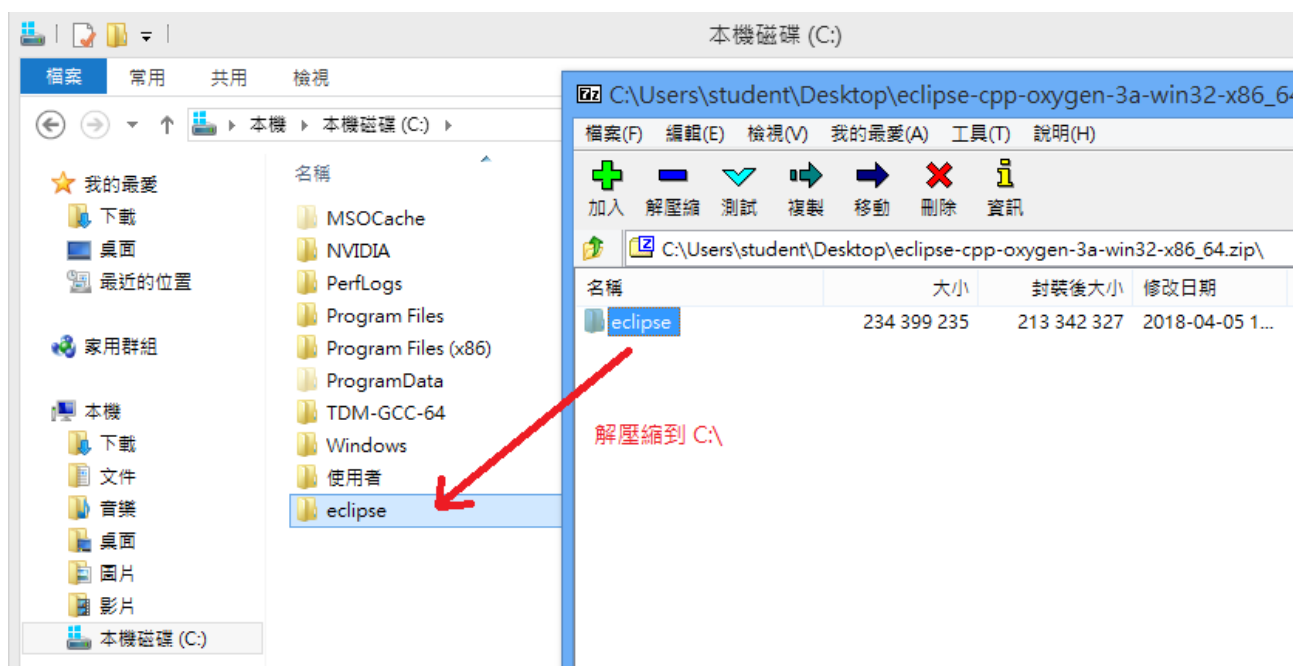 本機磁碟 (C:)
檔案 常用 共用 檢視
本機 本機磁碟 (C:)
我的最愛
下載
桌面
最近的位置
家用群組
本機
下載
文件
音樂
桌面
圖片
影片
本機磁碟 (C:)
名稱
MSOCache
NVIDIA
PerfLogs
Program Files
Program Files (x86)
ProgramData
TDM-GCC-64
Windows
使用者
eclipse
7z C:\Users\student\Desktop\eclipse-cpp-oxygen-3a-win32-x86_64
檔案(F) 編輯(E) 檢視(V) 我的最愛(A) 工具(T) 說明(H)
加入 解壓縮 測試 複製 移動 刪除 資訊
C:\Users\student\Desktop\eclipse-cpp-oxygen-3a-win32-x86_64.zip\
名稱 大小 封裝後大小 修改日期
eclipse 234 399 235 213 342 327 2018-04-05 1...
解壓縮到 C:\